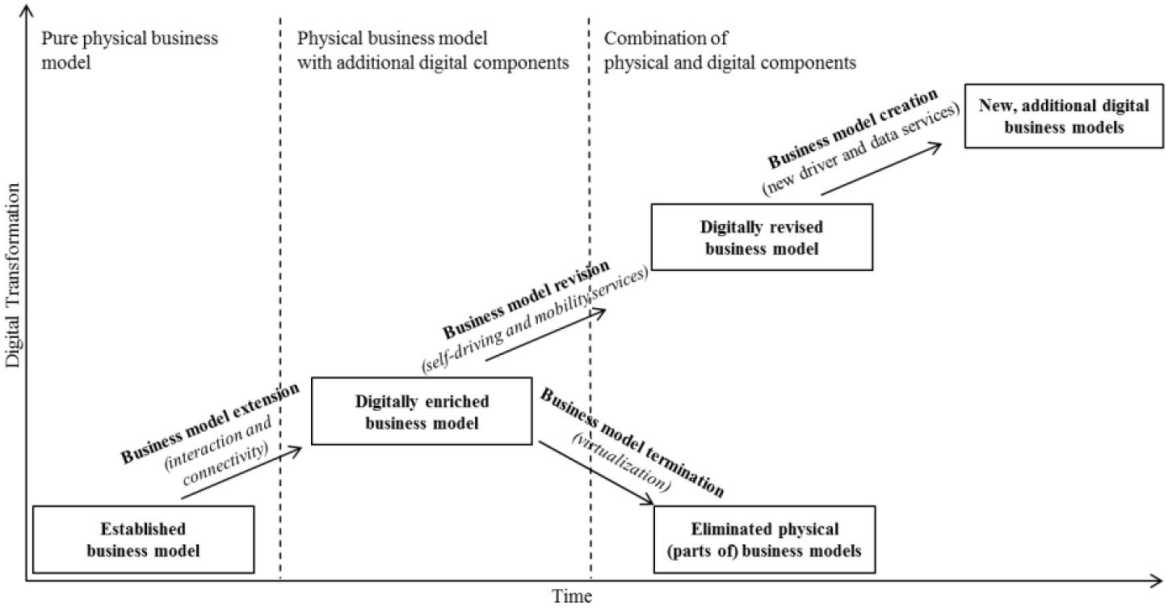 Pure physical business
model
Physical business model
with additional digital components
Combination of
physical and digital components
New, additional digital
business models
Business model creation
(new driver and data services)
Digitally revised
business model
Business model revision
(self-driving and mobility services)
Digitally enriched
business model
Business model extension
(interaction and
connectivity)
Business model termination
(virtualization)
Established
business model
Eliminated physical
(parts of) business models
Digital Transformation
Time